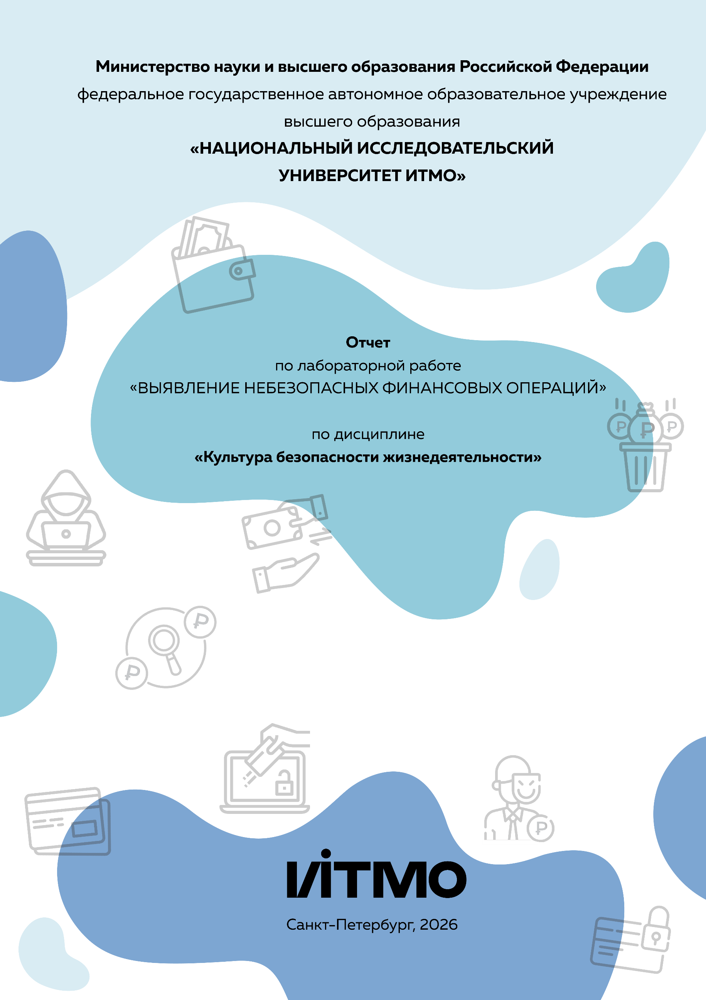 Министерство науки и высшего образования Российской Федерации
федеральное государственное автономное образовательное учреждение
высшего образования
«НАЦИОНАЛЬНЫЙ ИССЛЕДОВАТЕЛЬСКИЙ
УНИВЕРСИТЕТ ИТМО»
Отчет
по лабораторной работе
«ВЫЯВЛЕНИЕ НЕБЕЗОПАСНЫХ ФИНАНСОВЫХ ОПЕРАЦИЙ»
по дисциплине
«Культура безопасности жизнедеятельности»
ИТМО
Санкт-Петербург, 2026